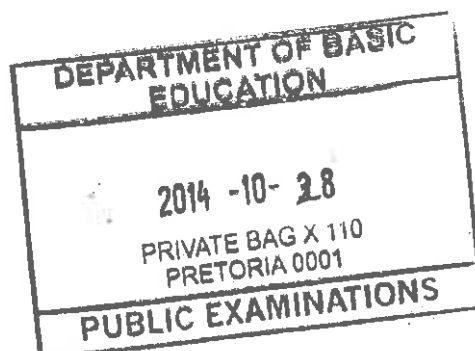 DEPARTMENT OF BASIC
EDUCATION
2014 -10- 28
PRIVATE BAG X 110
PRETORIA 0001
PUBLIC EXAMINATIONS